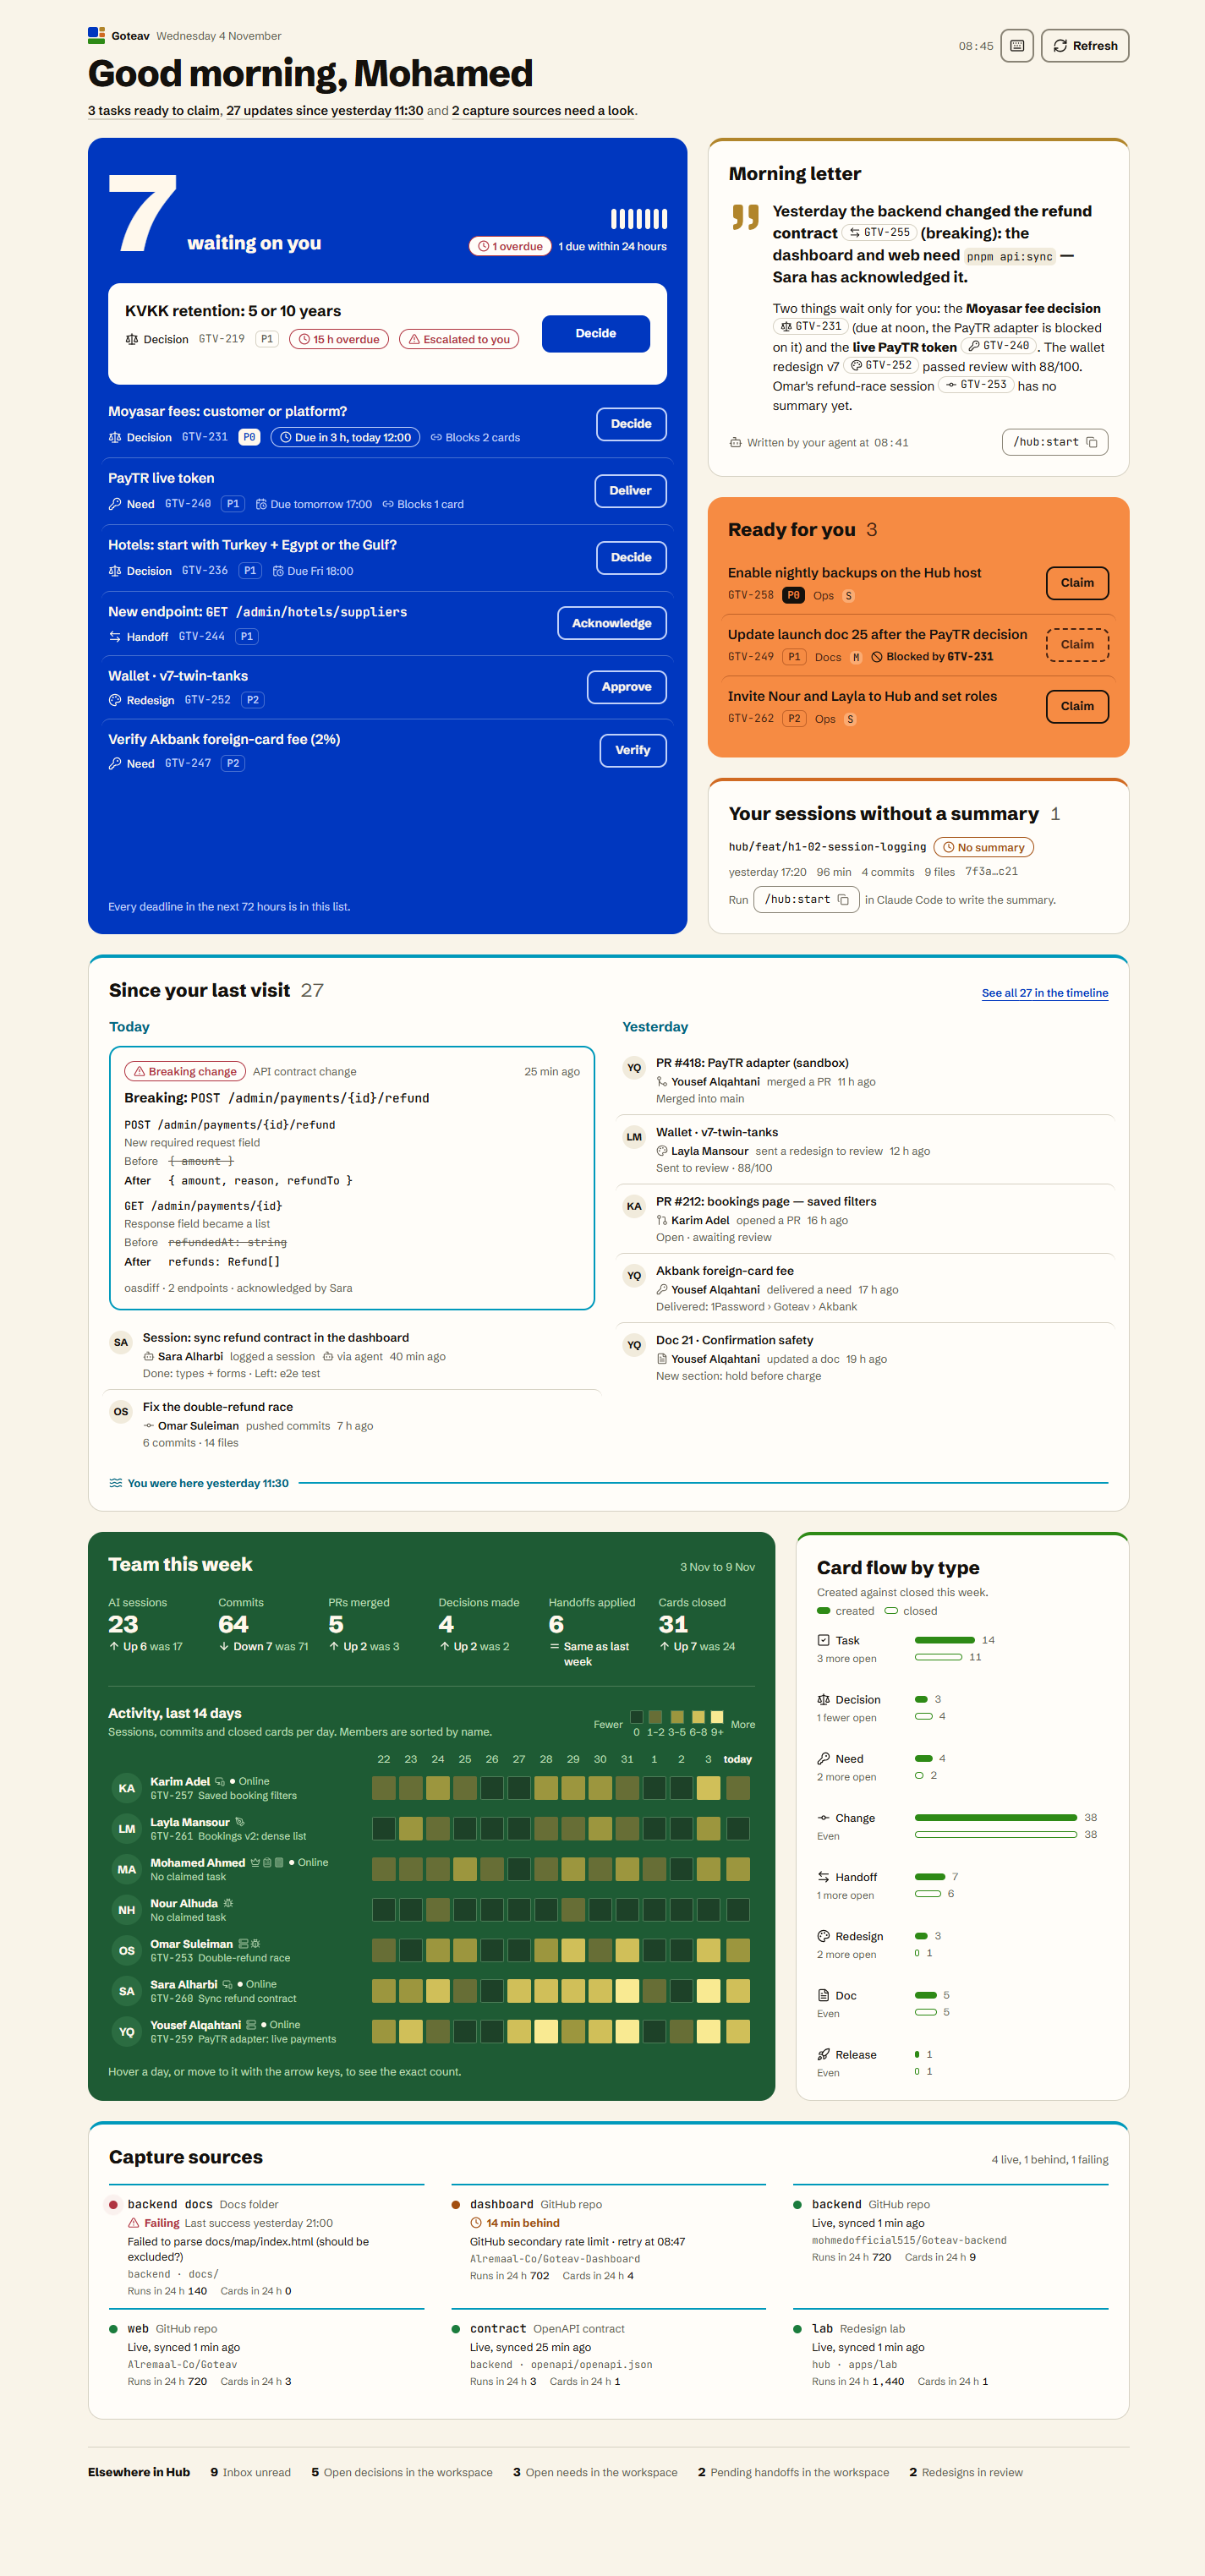 Goteav Wednesday 4 November
08:45
Refresh
Good morning, Mohamed
3 tasks ready to claim, 27 updates since yesterday 11:30 and 2 capture sources need a look.
7 waiting on you
1 overdue 1 due within 24 hours
KVKK retention: 5 or 10 years
Decision GTV-219 P1 15 h overdue Escalated to you
Decide
Moyasar fees: customer or platform?
Decision GTV-231 P0 Due in 3 h, today 12:00 Blocks 2 cards
Decide
PayTR live token
Need GTV-240 P1 Due tomorrow 17:00 Blocks 1 card
Deliver
Hotels: start with Turkey + Egypt or the Gulf?
Decision GTV-236 P1 Due Fri 18:00
Decide
New endpoint: GET /admin/hotels/suppliers
Handoff GTV-244 P1
Acknowledge
Wallet · v7-twin-tanks
Redesign GTV-252 P2
Approve
Verify Akbank foreign-card fee (2%)
Need GTV-247 P2
Verify
Every deadline in the next 72 hours is in this list.
Morning letter
Yesterday the backend changed the refund
contract GTV-255 (breaking): the
dashboard and web need pnpm api:sync —
Sara has acknowledged it.
Two things wait only for you: the Moyasar fee decision
GTV-231 (due at noon, the PayTR adapter is blocked
on it) and the live PayTR token GTV-240. The wallet
redesign v7 GTV-252 passed review with 88/100.
Omar's refund-race session GTV-253 has no
summary yet.
Written by your agent at 08:41
/hub:start
Ready for you 3
Enable nightly backups on the Hub host
GTV-258 P0 Ops S
Claim
Update launch doc 25 after the PayTR decision
GTV-249 P1 Docs M Blocked by GTV-231
Claim
Invite Nour and Layla to Hub and set roles
GTV-262 P2 Ops S
Claim
Your sessions without a summary 1
hub/feat/h1-02-session-logging No summary
yesterday 17:20 96 min 4 commits 9 files 7f3a…c21
Run /hub:start in Claude Code to write the summary.
Since your last visit 27
See all 27 in the timeline
Today
Breaking change API contract change 25 min ago
Breaking: POST /admin/payments/{id}/refund
POST /admin/payments/{id}/refund
New required request field
Before { amount }
After { amount, reason, refundTo }
GET /admin/payments/{id}
Response field became a list
Before refundedAt: string
After refunds: Refund[]
oasdiff · 2 endpoints · acknowledged by Sara
SA Session: sync refund contract in the dashboard
Sara Alharbi logged a session via agent 40 min ago
Done: types + forms · Left: e2e test
OS Fix the double-refund race
Omar Suleiman pushed commits 7 h ago
6 commits · 14 files
Yesterday
YQ PR #418: PayTR adapter (sandbox)
Yousef Alqahtani merged a PR 11 h ago
Merged into main
LM Wallet · v7-twin-tanks
Layla Mansour sent a redesign to review 12 h ago
Sent to review · 88/100
KA PR #212: bookings page — saved filters
Karim Adel opened a PR 16 h ago
Open · awaiting review
YQ Akbank foreign-card fee
Yousef Alqahtani delivered a need 17 h ago
Delivered: 1Password › Goteav › Akbank
YQ Doc 21 · Confirmation safety
Yousef Alqahtani updated a doc 19 h ago
New section: hold before charge
You were here yesterday 11:30
Team this week
3 Nov to 9 Nov
AI sessions Commits PRs merged Decisions made Handoffs applied Cards closed
23 64 5 4 6 31
Up 6 was 17 Down 7 was 71 Up 2 was 3 Up 2 was 2 Same as last week Up 7 was 24
Activity, last 14 days
Sessions, commits and closed cards per day. Members are sorted by name.
Fewer 0 1–2 3–5 6–8 9+ More
22 23 24 25 26 27 28 29 30 31 1 2 3 today
KA Karim Adel Online
GTV-257 Saved booking filters
LM Layla Mansour
GTV-261 Bookings v2: dense list
MA Mohamed Ahmed Online
No claimed task
NH Nour Alhuda
No claimed task
OS Omar Suleiman
GTV-253 Double-refund race
SA Sara Alharbi Online
GTV-260 Sync refund contract
YQ Yousef Alqahtani Online
GTV-259 PayTR adapter: live payments
Hover a day, or move to it with the arrow keys, to see the exact count.
Card flow by type
Created against closed this week.
created closed
Task 14
3 more open 11
Decision 3
1 fewer open 4
Need 4
2 more open 2
Change 38
Even 38
Handoff 7
1 more open 6
Redesign 3
2 more open 1
Doc 5
Even 5
Release 1
Even 1
Capture sources
4 live, 1 behind, 1 failing
backend docs Docs folder
Failing Last success yesterday 21:00
Failed to parse docs/map/index.html (should be
excluded?)
backend · docs/
Runs in 24 h 140 Cards in 24 h 0
dashboard GitHub repo
14 min behind
GitHub secondary rate limit · retry at 08:47
Alremaal-Co/Goteav-Dashboard
Runs in 24 h 702 Cards in 24 h 4
backend GitHub repo
Live, synced 1 min ago
mohmedofficial515/Goteav-backend
Runs in 24 h 720 Cards in 24 h 9
web GitHub repo
Live, synced 1 min ago
Alremaal-Co/Goteav
Runs in 24 h 720 Cards in 24 h 3
contract OpenAPI contract
Live, synced 25 min ago
backend · openapi/openapi.json
Runs in 24 h 3 Cards in 24 h 1
lab Redesign lab
Live, synced 1 min ago
hub · apps/lab
Runs in 24 h 1,440 Cards in 24 h 1
Elsewhere in Hub 9 Inbox unread 5 Open decisions in the workspace 3 Open needs in the workspace 2 Pending handoffs in the workspace 2 Redesigns in review